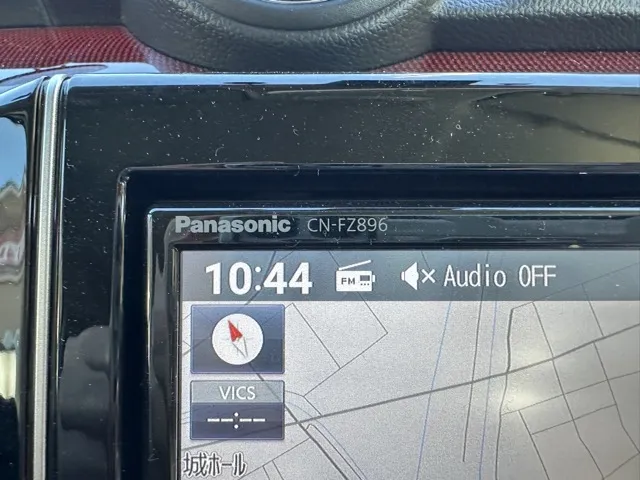 Panasonic CN-FZ896
10:44 FM Audio OFF
VICS
--:--
城ホール